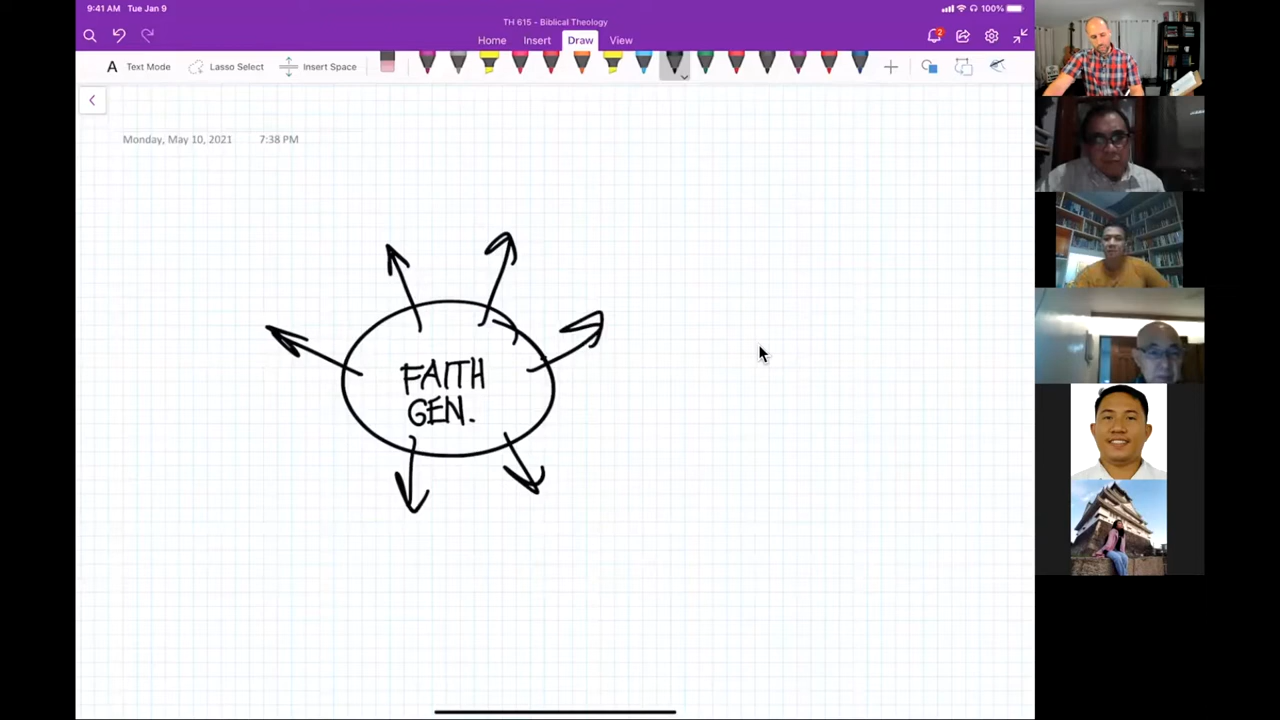 9:41 AM Tue Jan 9
100%
TH 615 - Biblical Theology
Home Insert Draw View
2
A Text Mode Lasso Select Insert Space
Monday, May 10, 2021 7:38 PM
FAITH
GEN.